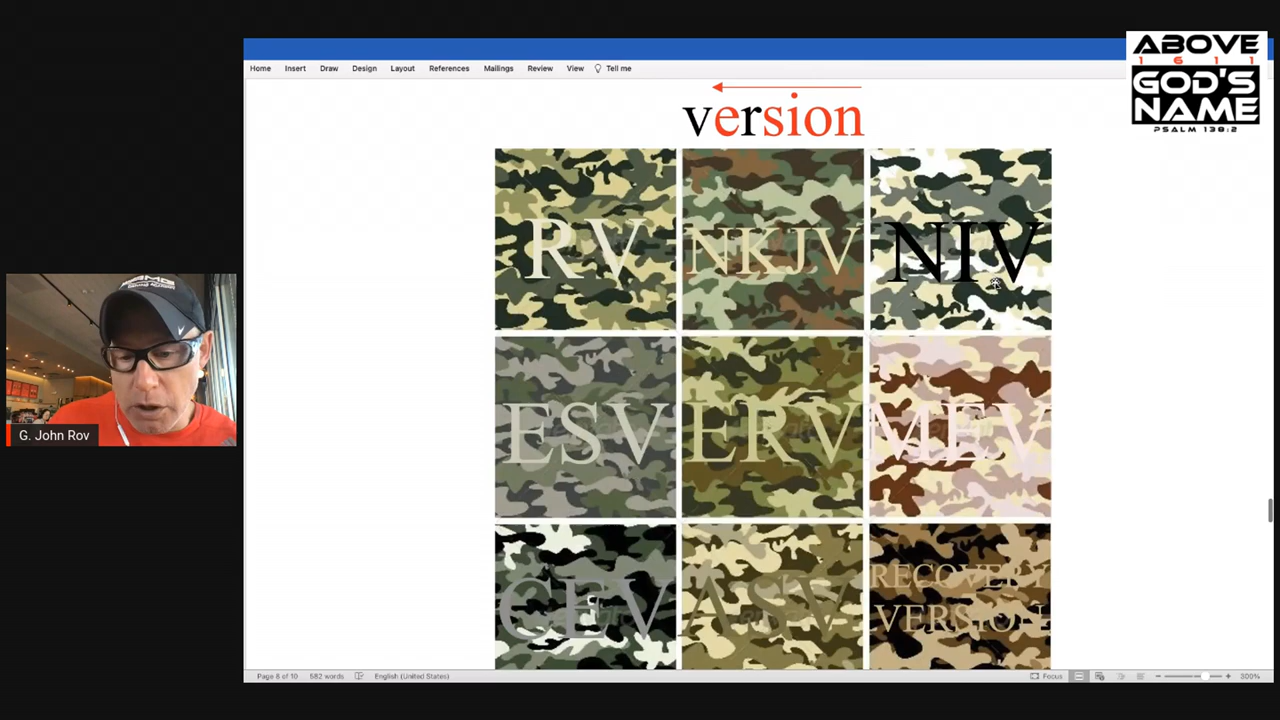 ABOVE
1611
GOD'S
NAME
PSALM 138:2
Home Insert Draw Design Layout References Mailings Review View Tell me
version
RV NKJV NIV
ESV ERV MEV
CEV ASV RECOVERY
VERSION
G. John Rov
Page 8 of 10 582 words English (United States) Focus 300%